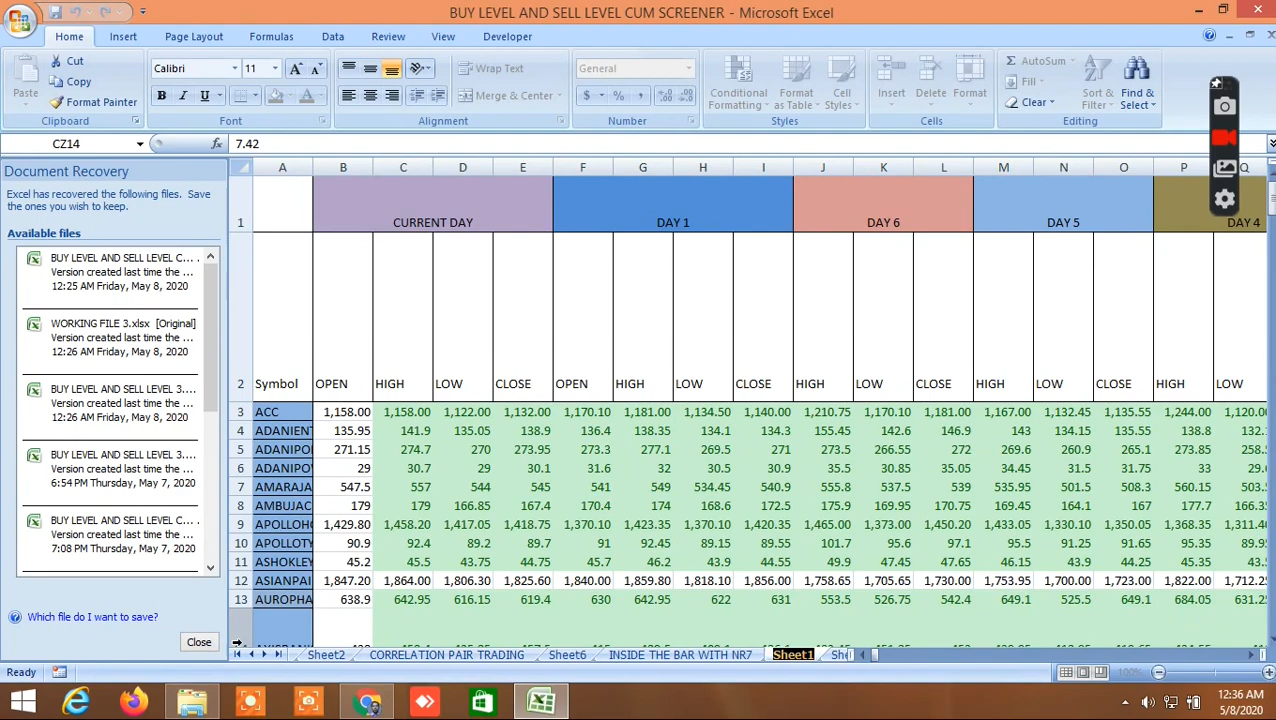 BUY LEVEL AND SELL LEVEL CUM SCREENER - Microsoft Excel
Home Insert Page Layout Formulas Data Review View Developer
Paste Cut Copy Format Painter Clipboard
Calibri 11 A A B I U A Font
Wrap Text Merge & Center Alignment
General $ % , Number
Conditional Formatting Format as Table Cell Styles Styles
Insert Delete Format Cells
AutoSum Fill Clear Sort & Filter Find & Select Editing
CZ14 fx 7.42
Document Recovery
Excel has recovered the following files. Save
the ones you wish to keep.
Available files
BUY LEVEL AND SELL LEVEL C... .
Version created last time the ...
12:25 AM Friday, May 8, 2020
WORKING FILE 3.xlsx [Original]
Version created last time the ...
12:26 AM Friday, May 8, 2020
BUY LEVEL AND SELL LEVEL 3....
Version created last time the ...
12:26 AM Friday, May 8, 2020
BUY LEVEL AND SELL LEVEL 3....
Version created last time the ...
6:54 PM Thursday, May 7, 2020
BUY LEVEL AND SELL LEVEL C... .
Version created last time the ...
7:08 PM Thursday, May 7, 2020
Which file do I want to save?
Close
A B C D E F G H I J K L M N O P Q
1 CURRENT DAY DAY 1 DAY 6 DAY 5 DAY 4
2 Symbol OPEN HIGH LOW CLOSE OPEN HIGH LOW CLOSE HIGH LOW CLOSE HIGH LOW CLOSE HIGH LOW
3 ACC 1,158.00 1,158.00 1,122.00 1,132.00 1,170.10 1,181.00 1,134.50 1,140.00 1,210.75 1,170.10 1,181.00 1,167.00 1,132.45 1,135.55 1,244.00 1,120.0
4 ADANIENT 135.95 141.9 135.05 138.9 136.4 138.35 134.1 134.3 155.45 142.6 146.9 143 134.15 135.55 138.8 132.
5 ADANIPO 271.15 274.7 270 273.95 273.3 277.1 269.5 271 273.5 266.55 272 269.6 260.9 265.1 273.85 258.
6 ADANIPOV 29 30.7 29 30.1 31.6 32 30.5 30.9 35.5 30.85 35.05 34.45 31.5 31.75 33 29.
7 AMARAJA 547.5 557 544 545 541 549 534.45 540.9 555.8 537.5 539 535.95 501.5 508.3 560.15 503.
8 AMBUJAC 179 179 166.85 167.4 170.4 174 168.6 172.5 175.9 169.95 170.75 169.45 164.1 167 177.7 166.
9 APOLLOHO 1,429.80 1,458.20 1,417.05 1,418.75 1,370.10 1,423.35 1,370.10 1,420.35 1,465.00 1,373.00 1,450.20 1,433.05 1,330.10 1,350.05 1,368.35 1,311.4
10 APOLLOTY 90.9 92.4 89.2 89.7 91 92.45 89.15 89.55 101.7 95.6 97.1 95.5 91.25 91.65 95.35 89.9
11 ASHOKLEY 45.2 45.5 43.75 44.75 45.7 46.2 43.9 44.55 49.9 47.45 47.65 46.15 43.9 44.25 45.35 43.
12 ASIANPAI 1,847.20 1,864.00 1,806.30 1,825.60 1,840.00 1,859.80 1,818.10 1,856.00 1,758.65 1,705.65 1,730.00 1,753.95 1,700.00 1,723.00 1,822.00 1,712.2
13 AUROPHA 638.9 642.95 616.15 619.4 630 642.95 622 631 553.5 526.75 542.4 649.1 525.5 649.1 684.05 631.2
Sheet2 CORRELATION PAIR TRADING Sheet6 INSIDE THE BAR WITH NR7 Sheet1
Ready 100%
12:36 AM
5/8/2020